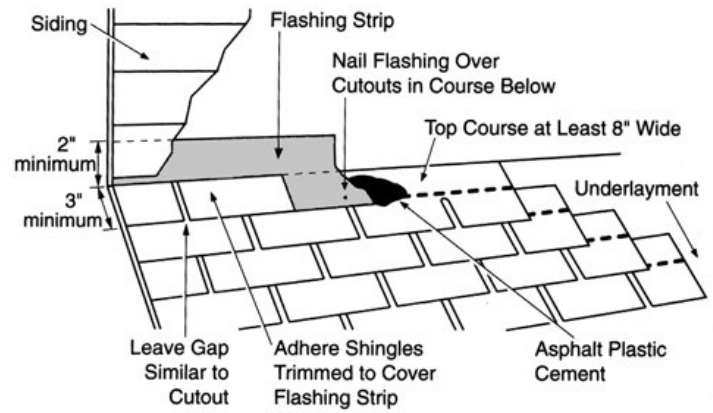 Siding
Flashing Strip
Nail Flashing Over
Cutouts in Course Below
Top Course at Least 8" Wide
2"
minimum
3"
minimum
Underlayment
Leave Gap
Similar to
Cutout
Adhere Shingles
Trimmed to Cover
Flashing Strip
Asphalt Plastic
Cement